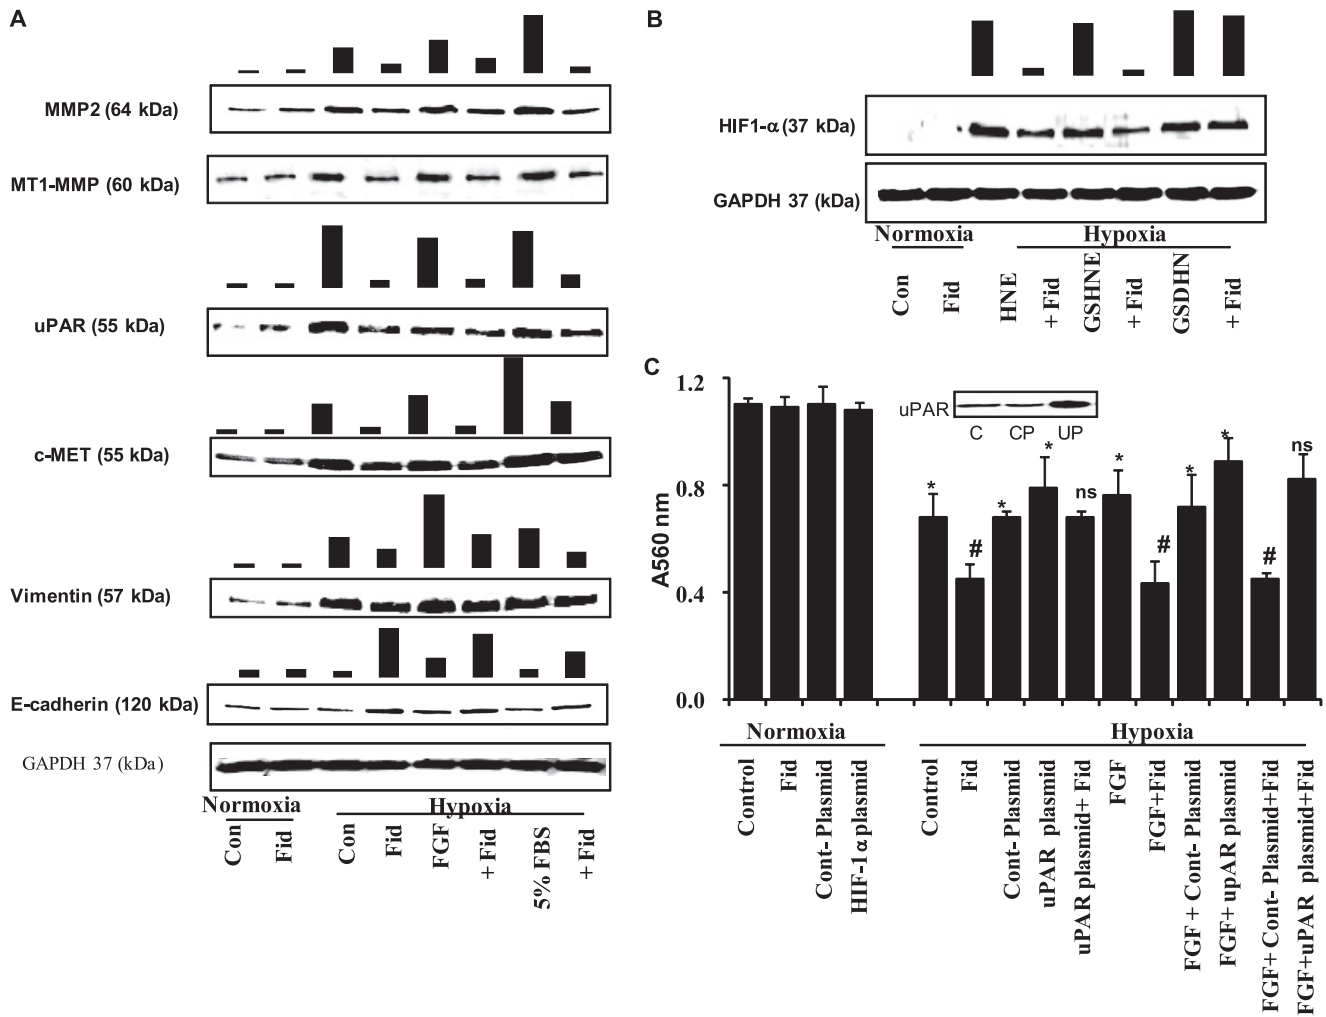 A
MMP2 (64 kDa)
MT1-MMP (60 kDa)
uPAR (55 kDa)
c-MET (55 kDa)
Vimentin (57 kDa)
E-cadherin (120 kDa)
GAPDH 37 (kDa)
Normoxia
Hypoxia
Con
Fid
Con
Fid
FGF
+ Fid
5% FBS
+ Fid
B
HIF1-α (37 kDa)
GAPDH 37 (kDa)
Normoxia
Hypoxia
Con
Fid
HNE
+ Fid
GSHNE
+ Fid
GSDHN
+ Fid
C
A560 nm
1.2
0.8
0.4
0.0
uPAR
C CP UP
*
#
*
*
ns
*
#
*
*
#
ns
Normoxia
Hypoxia
Control
Fid
Cont- Plasmid
HIF-1α plasmid
Control
Fid
Cont- Plasmid
uPAR plasmid
uPAR plasmid+ Fid
FGF
FGF+Fid
FGF + Cont- Plasmid
FGF+ upAR plasmid
FGF+ Cont- Plasmid+Fid
FGF+uPAR plasmid+Fid